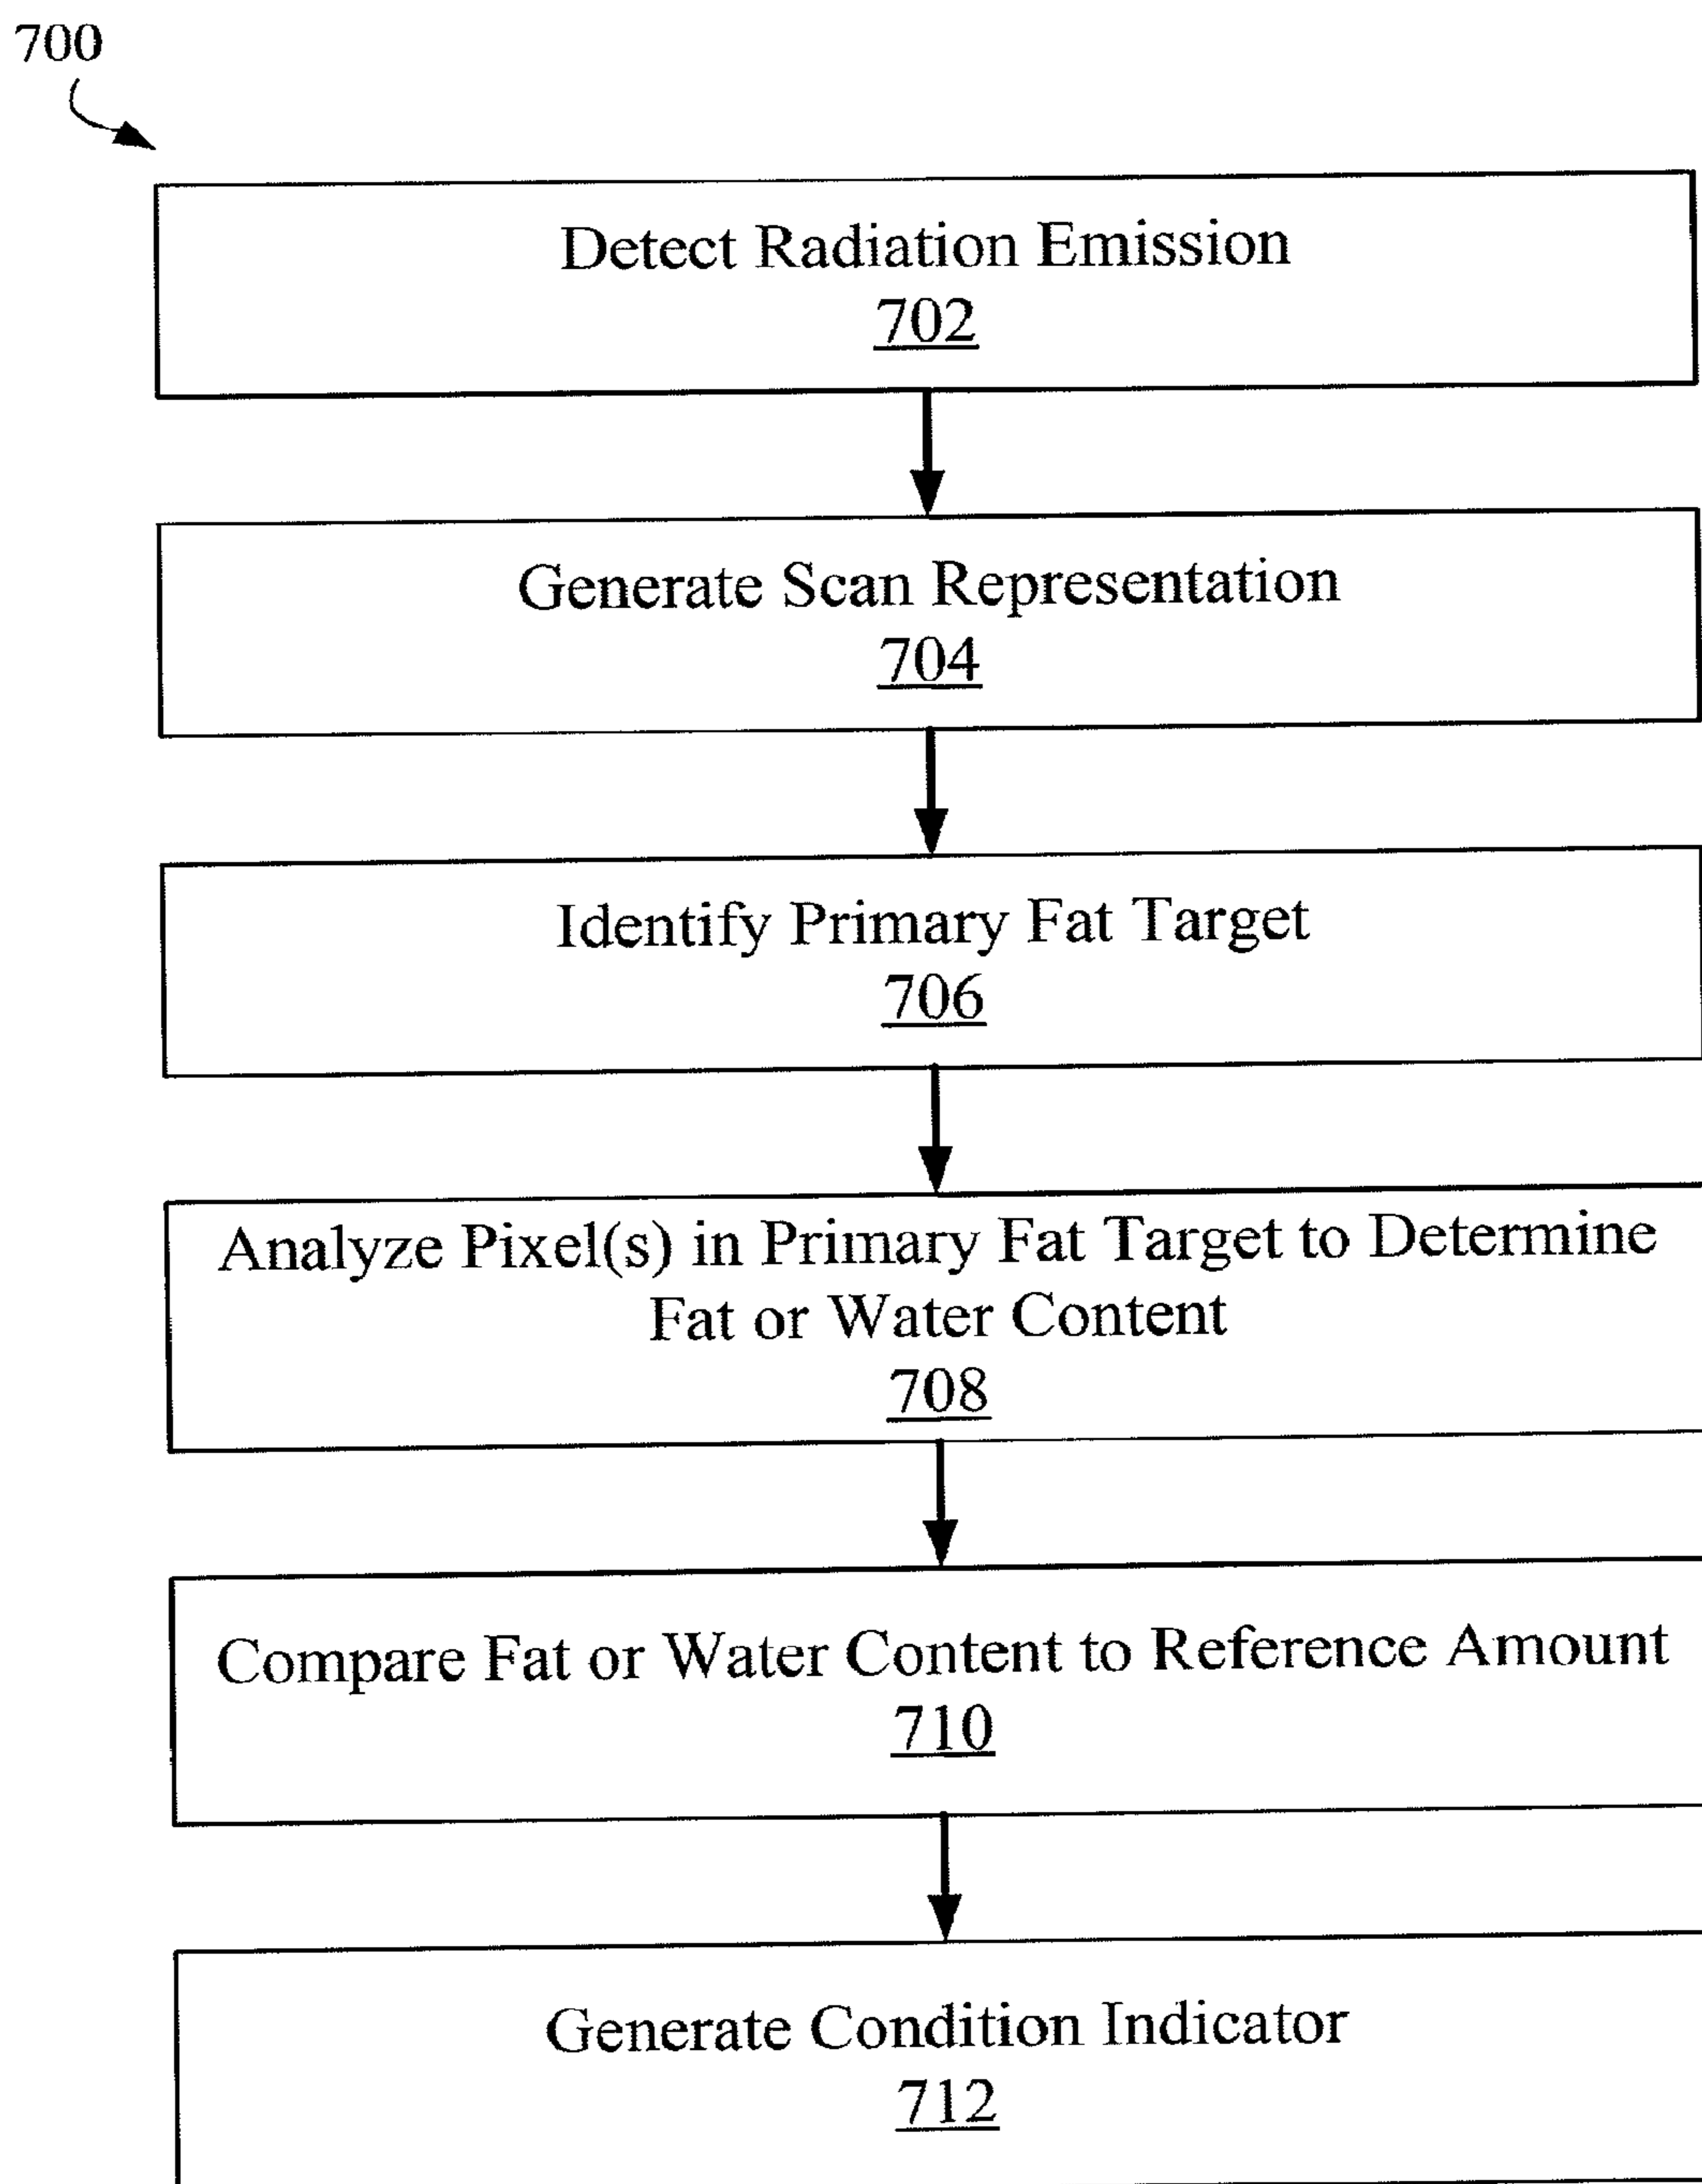 700
Detect Radiation Emission
702
Generate Scan Representation
704
Identify Primary Fat Target
706
Analyze Pixel(s) in Primary Fat Target to Determine
Fat or Water Content
708
Compare Fat or Water Content to Reference Amount
710
Generate Condition Indicator
712